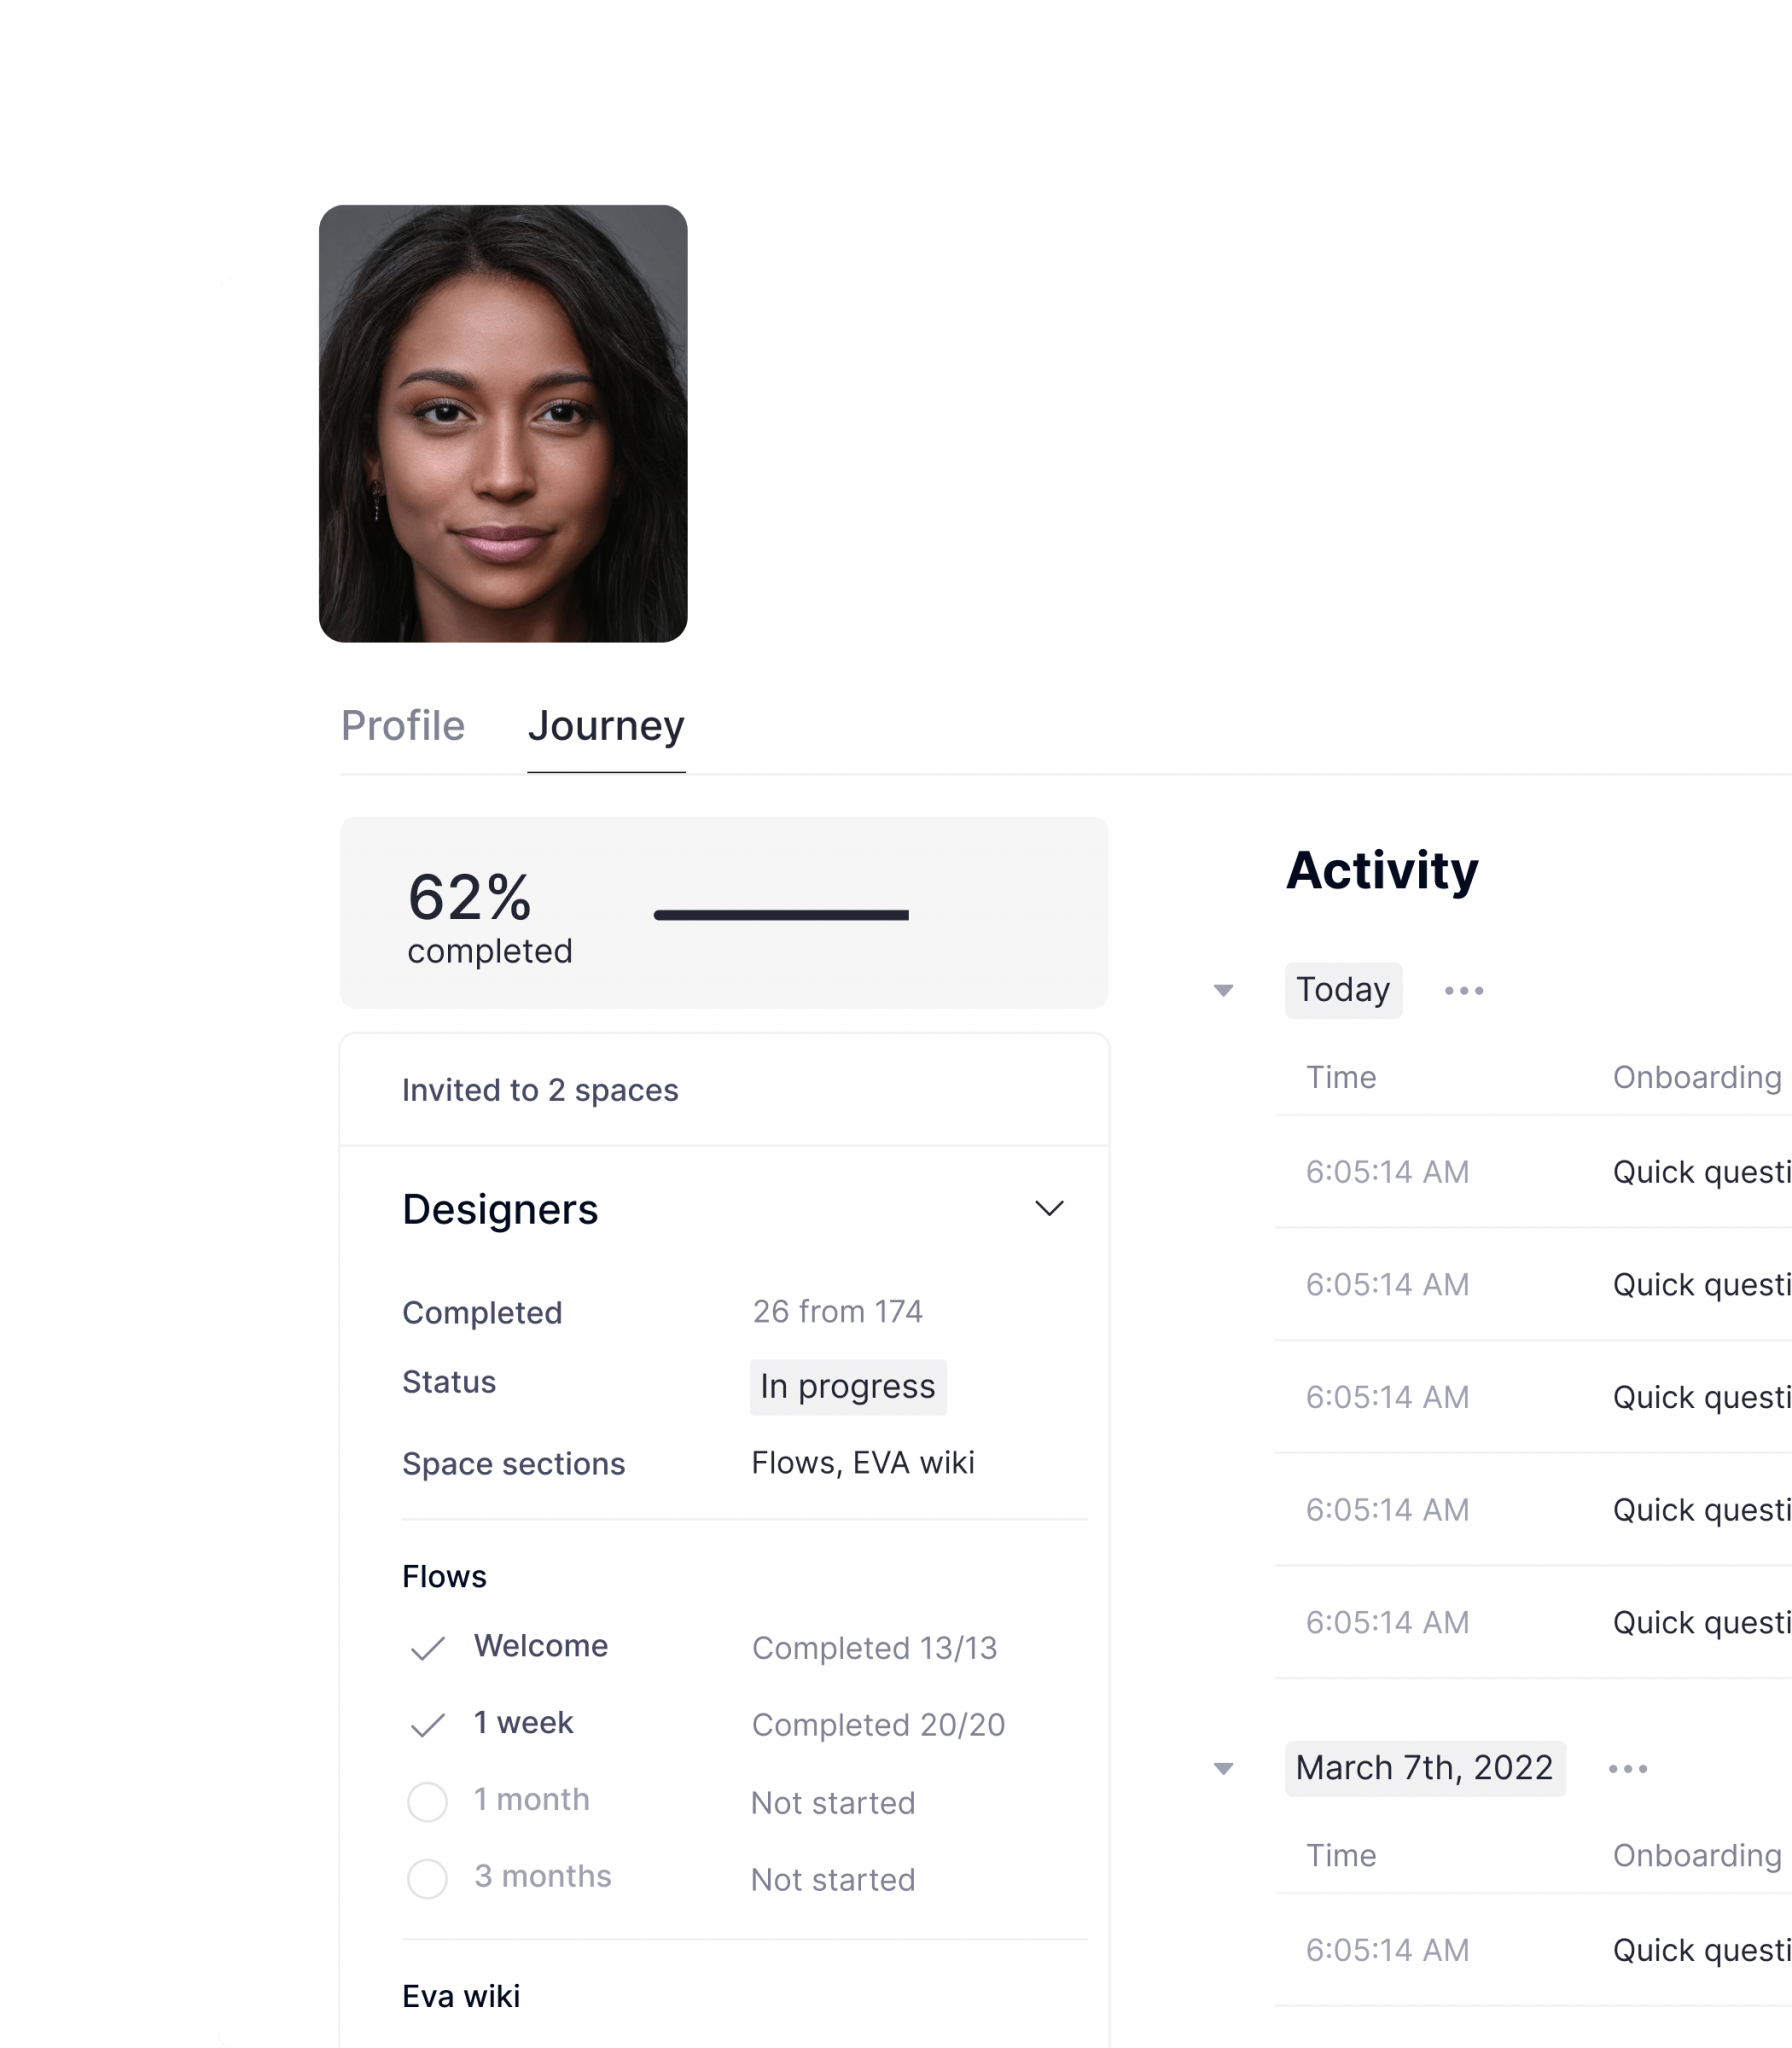 Profile Journey
62%
completed
Invited to 2 spaces
Designers
Completed 26 from 174
Status In progress
Space sections Flows, EVA wiki
Flows
Welcome Completed 13/13
1 week Completed 20/20
1 month Not started
3 months Not started
Eva wiki
Activity
Today
Time Onboarding
6:05:14 AM Quick questi
6:05:14 AM Quick questi
6:05:14 AM Quick questi
6:05:14 AM Quick questi
6:05:14 AM Quick questi
March 7th, 2022
Time Onboarding
6:05:14 AM Quick questi